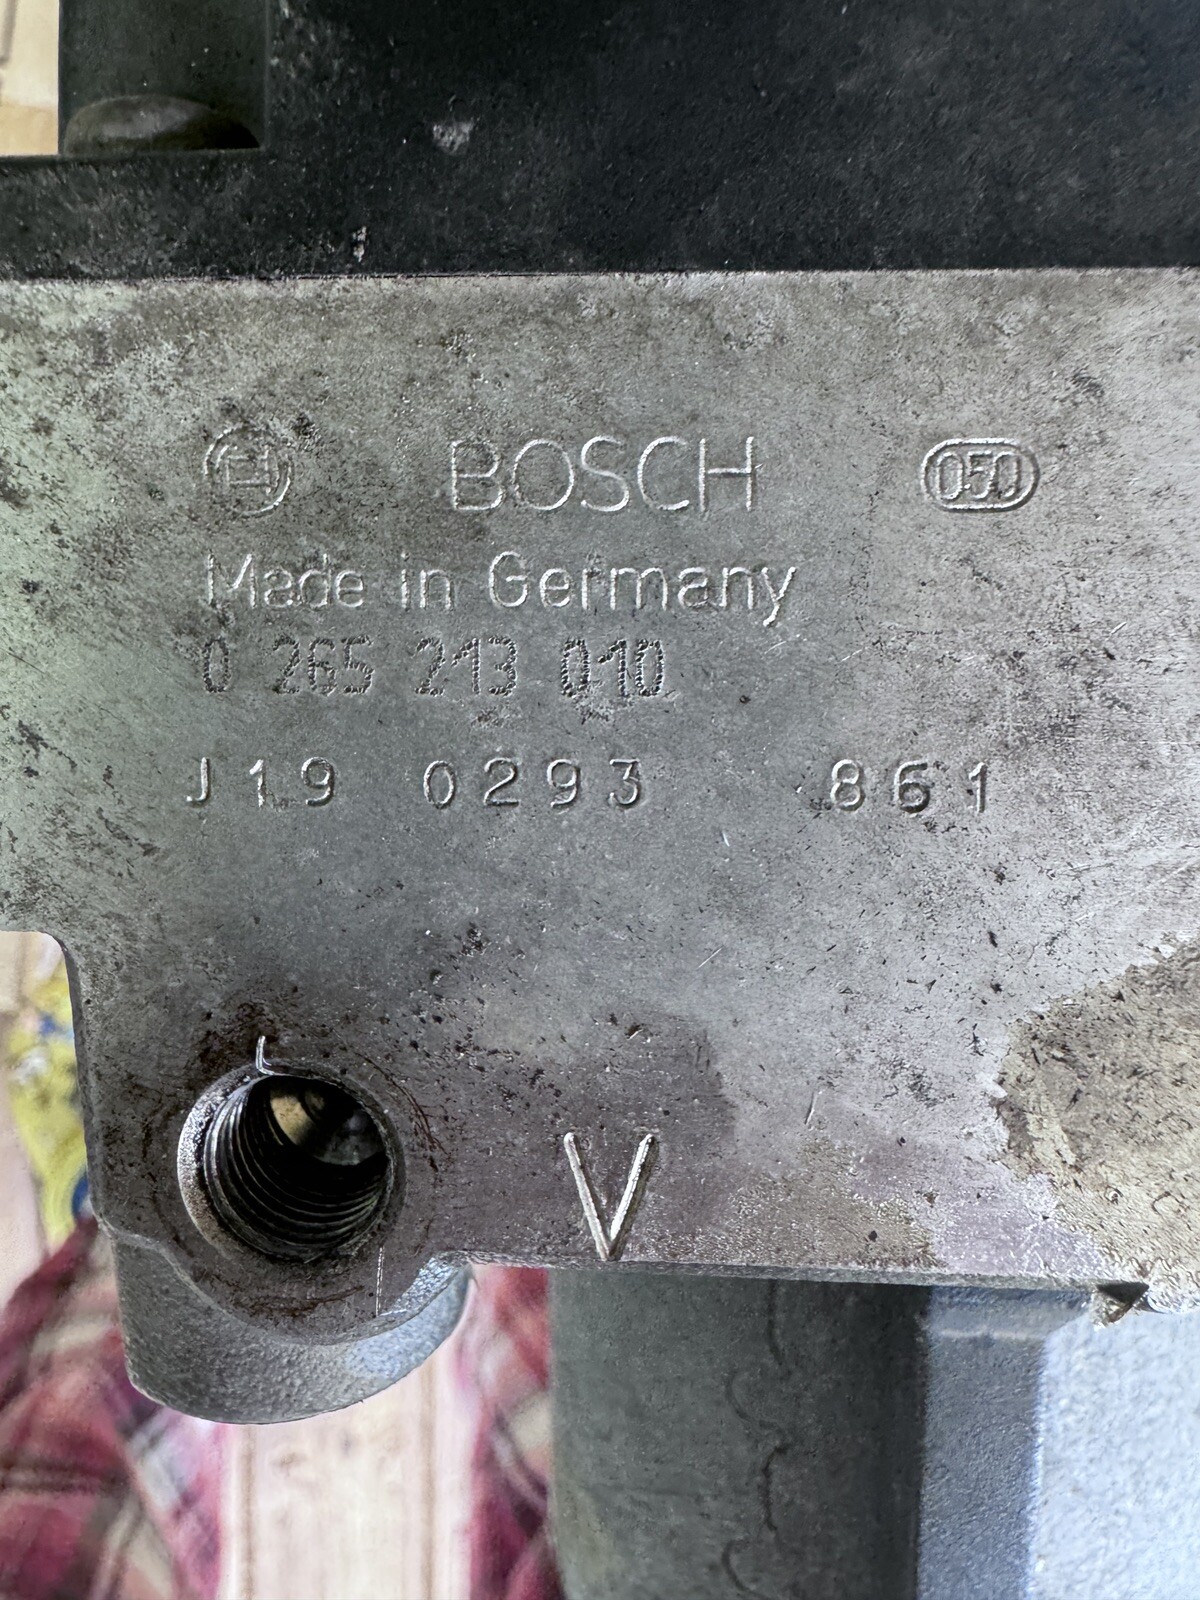 BOSCH 050
Made in Germany
0 265 213 010
J19 0293 861
V